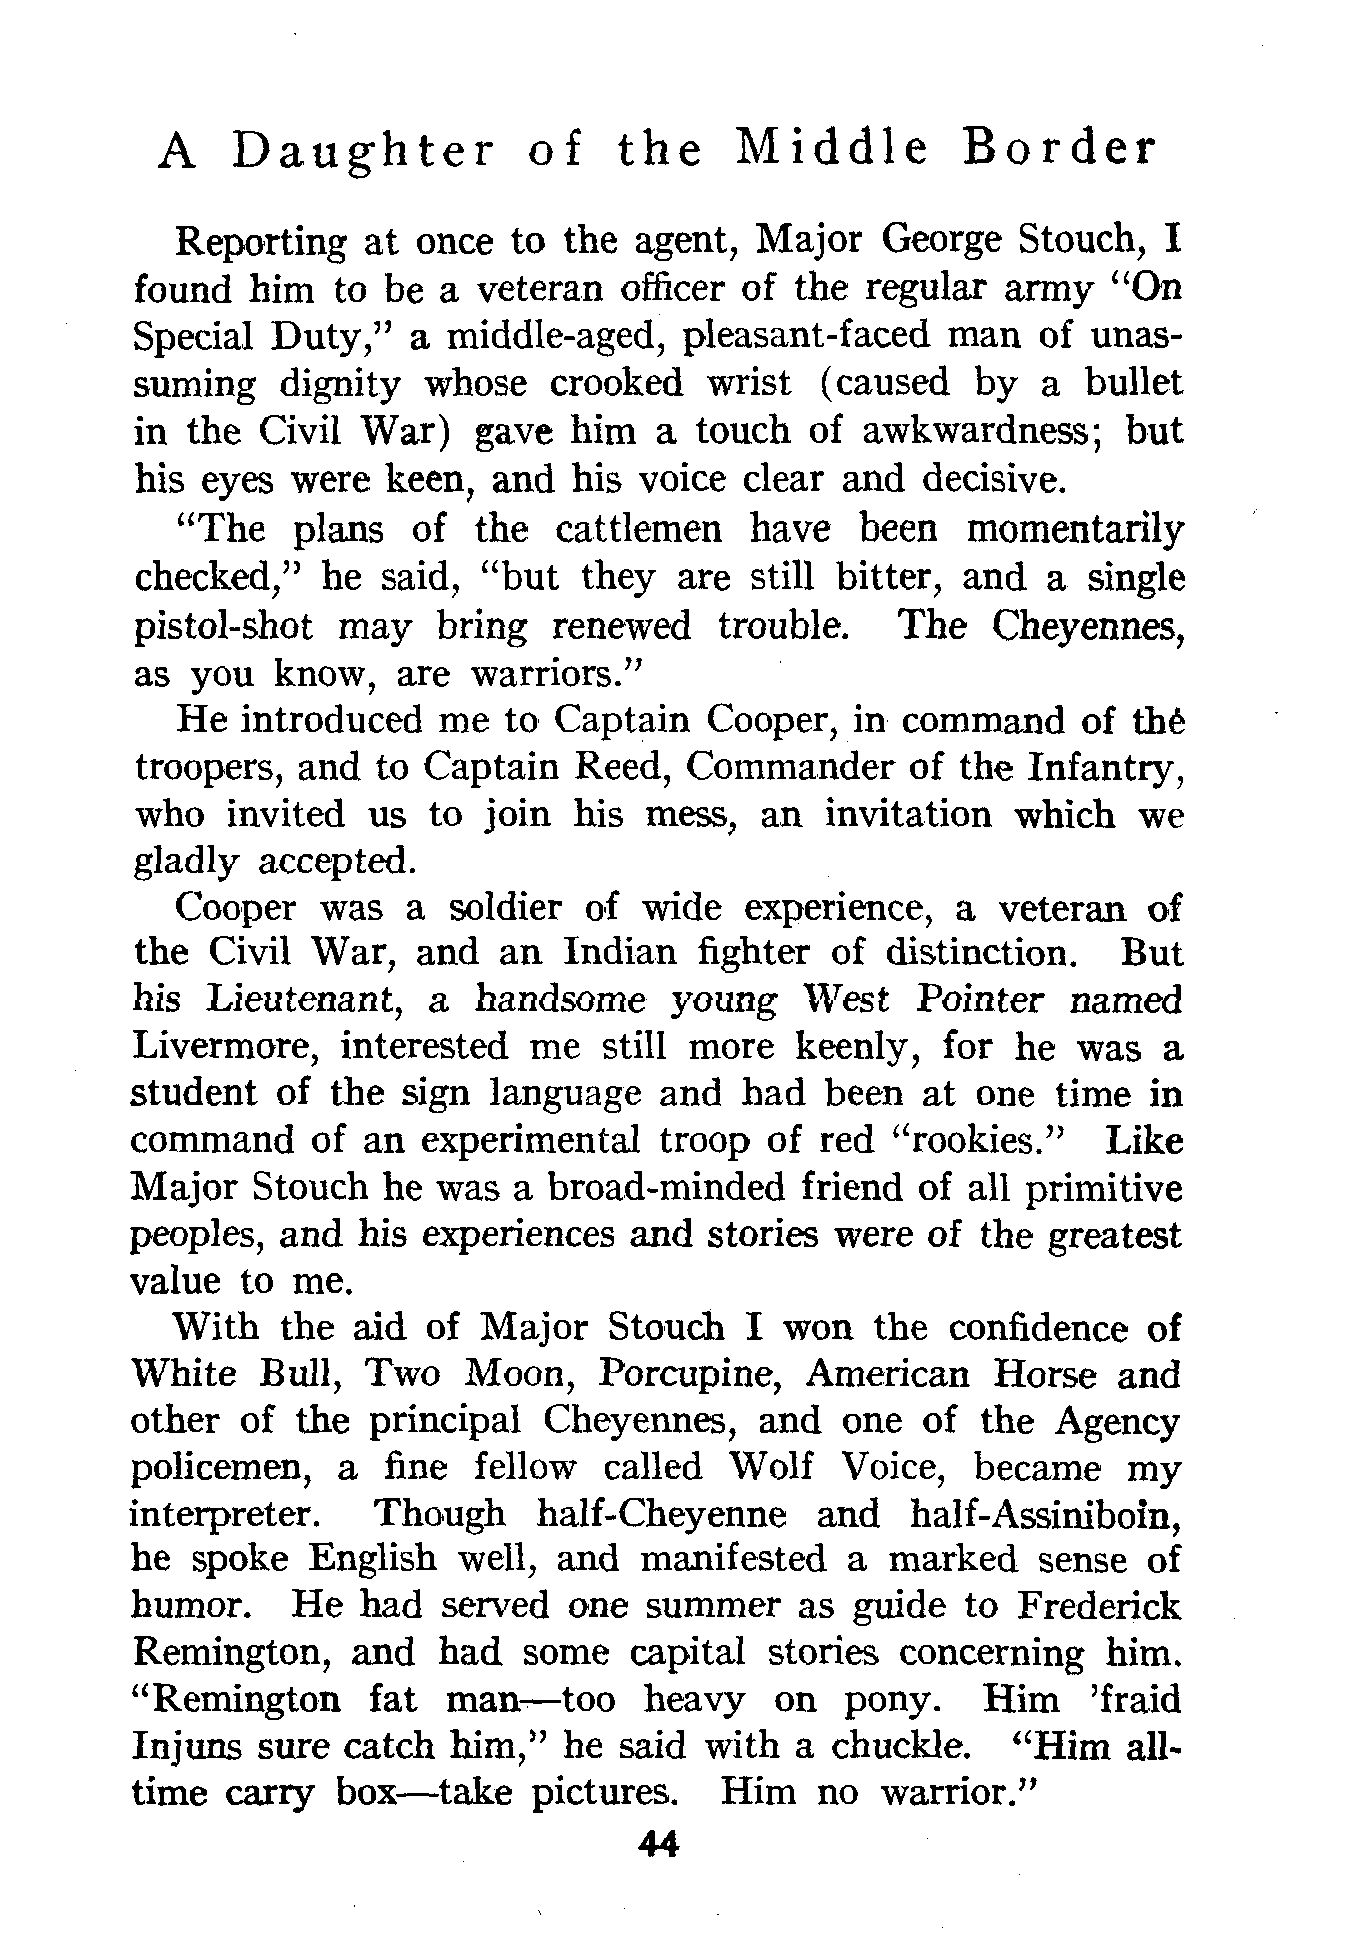 A Daughter of the Middle Border
Reporting at once to the agent, Major George Stouch, I
found him to be a veteran officer of the regular army “On
Special Duty,” a middle-aged, pleasant-faced man of unas-
suming dignity whose crooked wrist (caused by a bullet
in the Civil War) gave him a touch of awkwardness; but
his eyes were keen, and his voice clear and decisive.
“The plans of the cattlemen have been momentarily
checked,” he said, “but they are still bitter, and a single
pistol-shot may bring renewed trouble. The Cheyennes,
as you know, are warriors.”
He introduced me to Captain Cooper, in command of the
troopers, and to Captain Reed, Commander of the Infantry,
who invited us to join his mess, an invitation which we
gladly accepted.
Cooper was a soldier of wide experience, a veteran of
the Civil War, and an Indian fighter of distinction. But
his Lieutenant, a handsome young West Pointer named
Livermore, interested me still more keenly, for he was a
student of the sign language and had been at one time in
command of an experimental troop of red “rookies.” Like
Major Stouch he was a broad-minded friend of all primitive
peoples, and his experiences and stories were of the greatest
value to me.
With the aid of Major Stouch I won the confidence of
White Bull, Two Moon, Porcupine, American Horse and
other of the principal Cheyennes, and one of the Agency
policemen, a fine fellow called Wolf Voice, became my
interpreter. Though half-Cheyenne and half-Assiniboin,
he spoke English well, and manifested a marked sense of
humor. He had served one summer as guide to Frederick
Remington, and had some capital stories concerning him.
“Remington fat man—too heavy on pony. Him ’fraid
Injuns sure catch him,” he said with a chuckle. “Him all-
time carry box—take pictures. Him no warrior.”
44